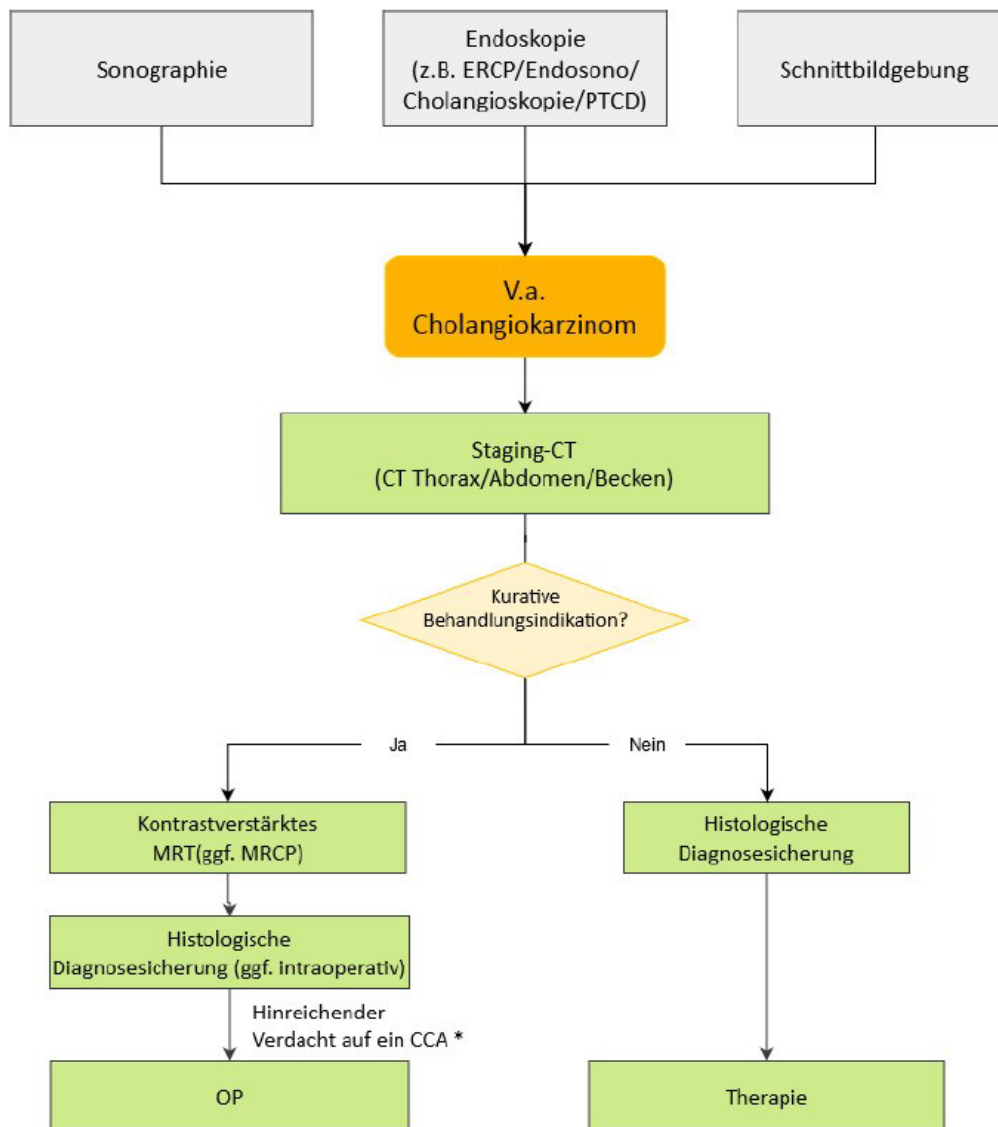 Sonographie
Endoskopie
(z.B. ERCP/Endosono/
Cholangioskopie/PTCD)
Schnittbildgebung
V.a.
Cholangiokarzinom
Staging-CT
(CT Thorax/Abdomen/Becken)
Kurative
Behandlungsindikation?
Ja
Nein
Kontrastverstärktes
MRT(ggf. MRCP)
Histologische
Diagnosesicherung
Histologische
Diagnosesicherung (ggf. intraoperativ)
Hinreichender
Verdacht auf ein CCA *
OP
Therapie